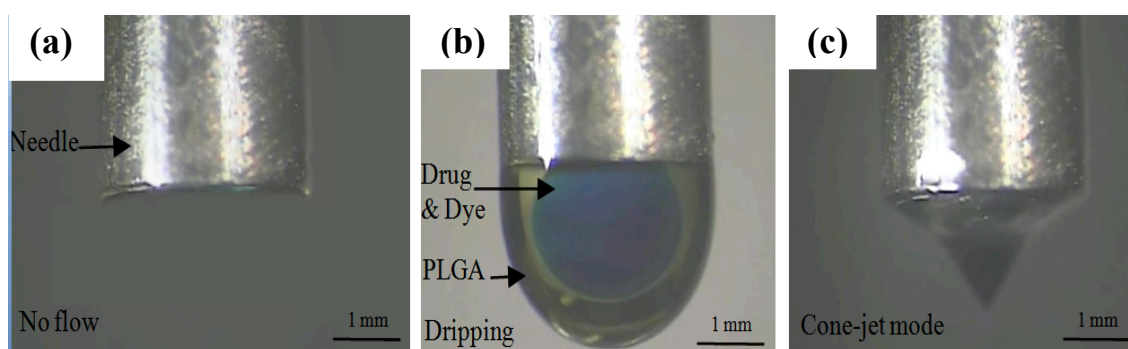 (a)
Needle
No flow
1 mm
(b)
Drug
& Dye
PLGA
Dripping
1 mm
(c)
Cone-jet mode
1 mm